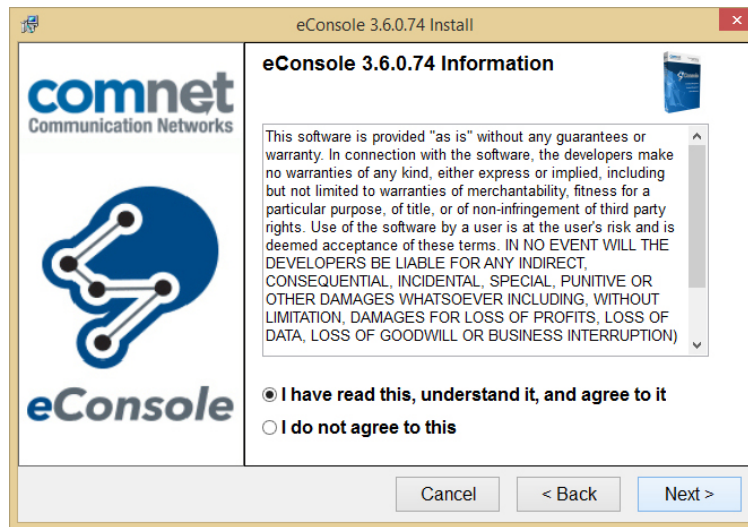 eConsole 3.6.0.74 Install
comnet
Communication Networks
eConsole
eConsole 3.6.0.74 Information
This software is provided "as is" without any guarantees or
warranty. In connection with the software, the developers make
no warranties of any kind, either express or implied, including
but not limited to warranties of merchantability, fitness for a
particular purpose, of title, or of non-infringement of third party
rights. Use of the software by a user is at the user's risk and is
deemed acceptance of these terms. IN NO EVENT WILL THE
DEVELOPERS BE LIABLE FOR ANY INDIRECT,
CONSEQUENTIAL, INCIDENTAL, SPECIAL, PUNITIVE OR
OTHER DAMAGES WHATSOEVER INCLUDING, WITHOUT
LIMITATION, DAMAGES FOR LOSS OF PROFITS, LOSS OF
DATA, LOSS OF GOODWILL OR BUSINESS INTERRUPTION)
I have read this, understand it, and agree to it
I do not agree to this
Cancel
< Back
Next >